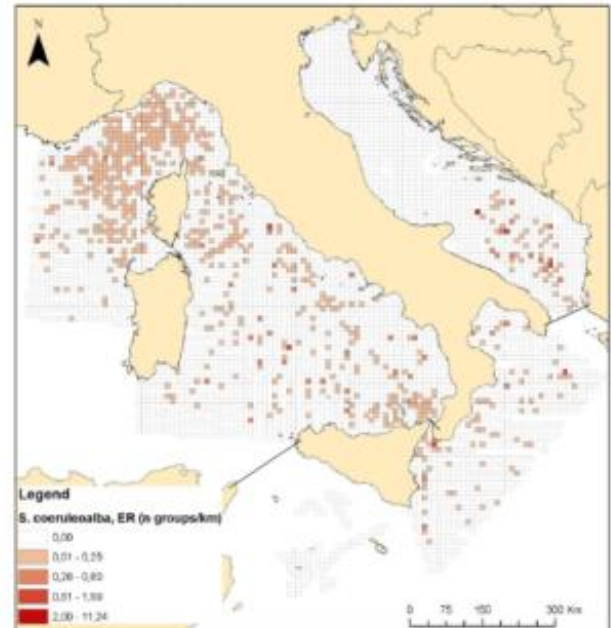 N
Legend
S. coeruleoalba, ER (n groups/km)
0,00
0,01 - 0,25
0,26 - 0,60
0,61 - 1,99
2,00 - 11,24
0 75 150 300 Km